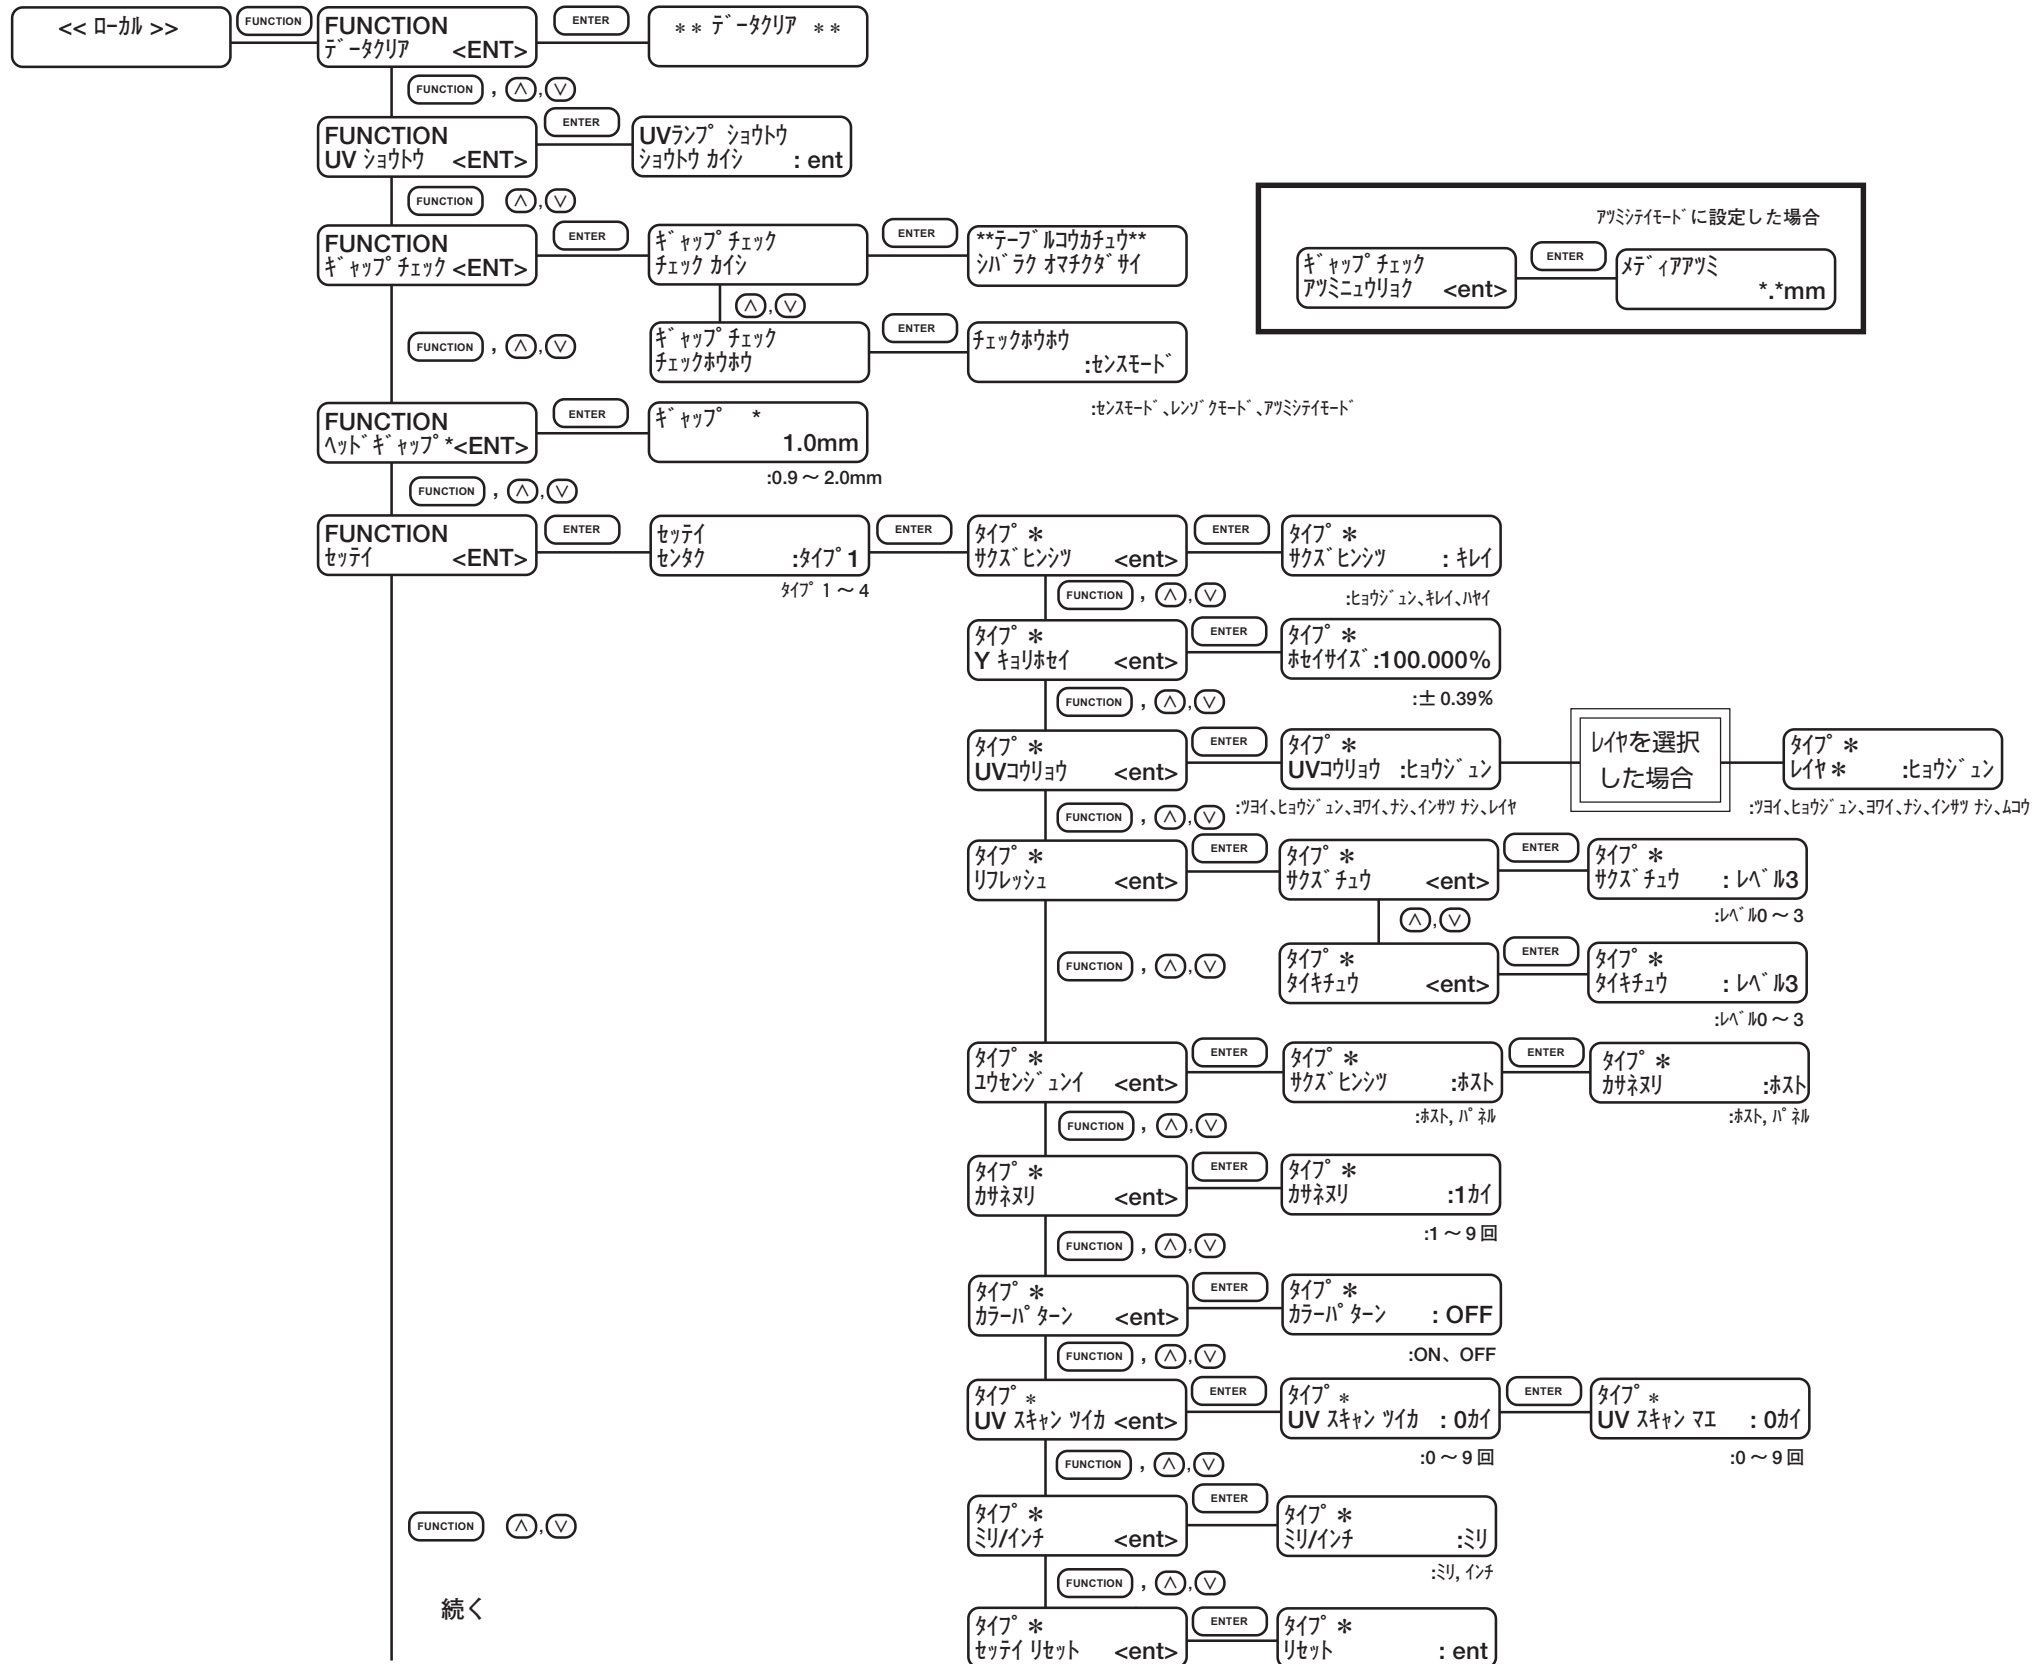 << ﾛｰｶﾙ >>
FUNCTION
FUNCTION
ﾃﾞｰﾀｸﾘｱ <ENT>
ENTER
** ﾃﾞｰﾀｸﾘｱ **
FUNCTION , ∧,∨
FUNCTION
UV ｼｮｳﾄｳ <ENT>
ENTER
UVﾗﾝﾌﾟ ｼｮｳﾄｳ
ｼｮｳﾄｳ ｶｲｼ : ent
FUNCTION ∧,∨
FUNCTION
ｷﾞｬｯﾌﾟﾁｪｯｸ <ENT>
ENTER
ｷﾞｬｯﾌﾟﾁｪｯｸ
ﾁｪｯｸ ｶｲｼ
ENTER
**ﾃｰﾌﾞﾙｺｳｶﾁｭｳ**
ｼﾊﾞﾗｸ ｵﾏﾁｸﾀﾞｻｲ
∧,∨
ｷﾞｬｯﾌﾟﾁｪｯｸ
ﾁｪｯｸﾎｳﾎｳ
ENTER
ﾁｪｯｸﾎｳﾎｳ
:ｾﾝｽﾓｰﾄﾞ
:ｾﾝｽﾓｰﾄﾞ､ﾚﾝｿﾞｸﾓｰﾄﾞ､ｱﾂﾐｼﾃｲﾓｰﾄﾞ
ｱﾂﾐｼﾃｲﾓｰﾄﾞに設定した場合
ｷﾞｬｯﾌﾟﾁｪｯｸ
ｱﾂﾐﾆｭｳﾘｮｸ <ent>
ENTER
ﾒﾃﾞｨｱｱﾂﾐ
*.*mm
FUNCTION , ∧,∨
FUNCTION
ﾍｯﾄﾞｷﾞｬｯﾌﾟ*<ENT>
ENTER
ｷﾞｬｯﾌﾟ *
1.0mm
:0.9 ～ 2.0mm
FUNCTION , ∧,∨
FUNCTION
ｾｯﾃｲ <ENT>
ENTER
ｾｯﾃｲ
ｾﾝﾀｸ :ﾀｲﾌﾟ1
ﾀｲﾌﾟ 1 ～ 4
ENTER
ﾀｲﾌﾟ *
ｻｸｽﾞﾋﾝｼﾂ <ent>
ENTER
ﾀｲﾌﾟ *
ｻｸｽﾞﾋﾝｼﾂ : ｷﾚｲ
:ﾋｮｳｼﾞｭﾝ､ｷﾚｲ､ﾊﾔｲ
FUNCTION , ∧,∨
ﾀｲﾌﾟ *
Y ｷｮﾘﾎｾｲ <ent>
ENTER
ﾀｲﾌﾟ *
ﾎｾｲｻｲｽﾞ:100.000%
:± 0.39%
FUNCTION , ∧,∨
ﾀｲﾌﾟ *
UVｺｳﾘｮｳ <ent>
ENTER
ﾀｲﾌﾟ *
UVｺｳﾘｮｳ :ﾋｮｳｼﾞｭﾝ
:ﾂﾖｲ､ﾋｮｳｼﾞｭﾝ､ﾖﾜｲ､ﾅｼ､ｲﾝｻﾂ ﾅｼ､ﾚｲﾔ
ﾚｲﾔを選択
した場合
ﾀｲﾌﾟ *
ﾚｲﾔ* :ﾋｮｳｼﾞｭﾝ
:ﾂﾖｲ､ﾋｮｳｼﾞｭﾝ､ﾖﾜｲ､ﾅｼ､ｲﾝｻﾂ ﾅｼ､ﾑｺｳ
FUNCTION , ∧,∨
ﾀｲﾌﾟ *
ﾘﾌﾚｯｼｭ <ent>
ENTER
ﾀｲﾌﾟ *
ｻｸｽﾞﾁｭｳ <ent>
ENTER
ﾀｲﾌﾟ *
ｻｸｽﾞﾁｭｳ : ﾚﾍﾞﾙ3
:ﾚﾍﾞﾙ0 ～ 3
∧,∨
ﾀｲﾌﾟ *
ﾀｲｷﾁｭｳ <ent>
ENTER
ﾀｲﾌﾟ *
ﾀｲｷﾁｭｳ : ﾚﾍﾞﾙ3
:ﾚﾍﾞﾙ0 ～ 3
FUNCTION , ∧,∨
ﾀｲﾌﾟ *
ﾕｳｾﾝｼﾞｭﾝｲ <ent>
ENTER
ﾀｲﾌﾟ *
ｻｸｽﾞﾋﾝｼﾂ :ﾎｽﾄ
:ﾎｽﾄ, ﾊﾟﾈﾙ
ENTER
ﾀｲﾌﾟ *
ｶｻﾈﾇﾘ :ﾎｽﾄ
:ﾎｽﾄ, ﾊﾟﾈﾙ
FUNCTION , ∧,∨
ﾀｲﾌﾟ *
ｶｻﾈﾇﾘ <ent>
ENTER
ﾀｲﾌﾟ *
ｶｻﾈﾇﾘ :1ｶｲ
:1 ～ 9 回
FUNCTION , ∧,∨
ﾀｲﾌﾟ *
ｶﾗｰﾊﾟﾀｰﾝ <ent>
ENTER
ﾀｲﾌﾟ *
ｶﾗｰﾊﾟﾀｰﾝ : OFF
:ON、OFF
FUNCTION , ∧,∨
ﾀｲﾌﾟ *
UV ｽｷｬﾝ ﾂｲｶ <ent>
ENTER
ﾀｲﾌﾟ *
UV ｽｷｬﾝ ﾂｲｶ : 0ｶｲ
:0 ～ 9 回
ENTER
ﾀｲﾌﾟ *
UV ｽｷｬﾝ ﾏｴ : 0ｶｲ
:0 ～ 9 回
FUNCTION , ∧,∨
ﾀｲﾌﾟ *
ﾐﾘ/ｲﾝﾁ <ent>
ENTER
ﾀｲﾌﾟ *
ﾐﾘ/ｲﾝﾁ :ﾐﾘ
:ﾐﾘ, ｲﾝﾁ
FUNCTION , ∧,∨
ﾀｲﾌﾟ *
ｾｯﾃｲ ﾘｾｯﾄ <ent>
ENTER
ﾀｲﾌﾟ *
ﾘｾｯﾄ : ent
FUNCTION ∧,∨
続く